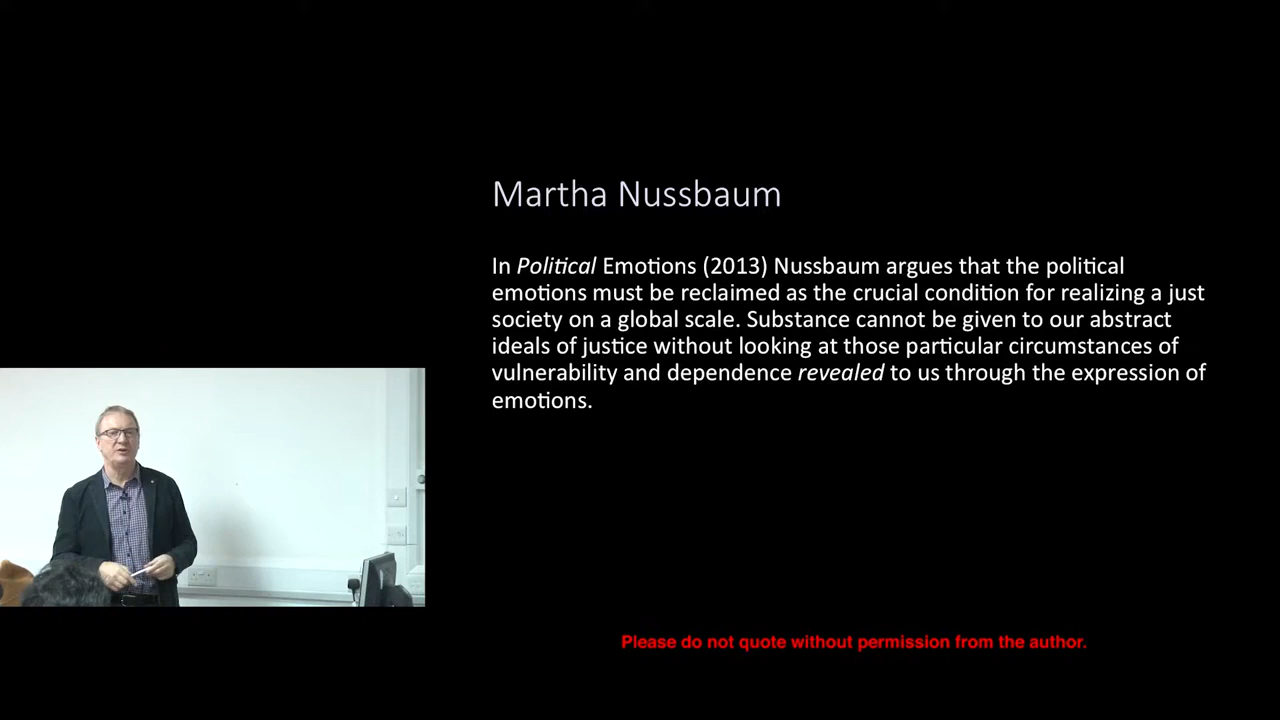 Martha Nussbaum
In Political Emotions (2013) Nussbaum argues that the political
emotions must be reclaimed as the crucial condition for realizing a just
society on a global scale. Substance cannot be given to our abstract
ideals of justice without looking at those particular circumstances of
vulnerability and dependence revealed to us through the expression of
emotions.
Please do not quote without permission from the author.